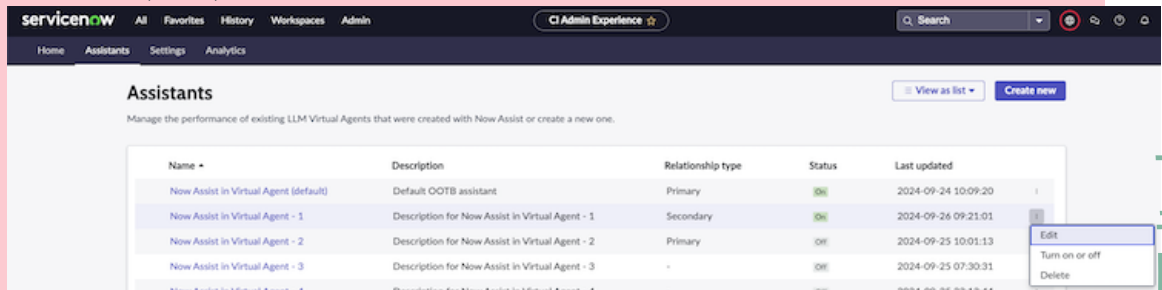 servicenow All Favorites History Workspaces Admin CI Admin Experience ☆ Search
Home Assistants Settings Analytics
Assistants
View as list Create new
Manage the performance of existing LLM Virtual Agents that were created with Now Assist or create a new one.
Name Description Relationship type Status Last updated
Now Assist in Virtual Agent (default) Default OOTB assistant Primary On 2024-09-24 10:09:20
Now Assist in Virtual Agent - 1 Description for Now Assist in Virtual Agent - 1 Secondary On 2024-09-26 09:21:01
Edit
Now Assist in Virtual Agent - 2 Description for Now Assist in Virtual Agent - 2 Primary Off 2024-09-25 10:01:13
Turn on or off
Now Assist in Virtual Agent - 3 Description for Now Assist in Virtual Agent - 3 - Off 2024-09-25 07:30:31
Delete